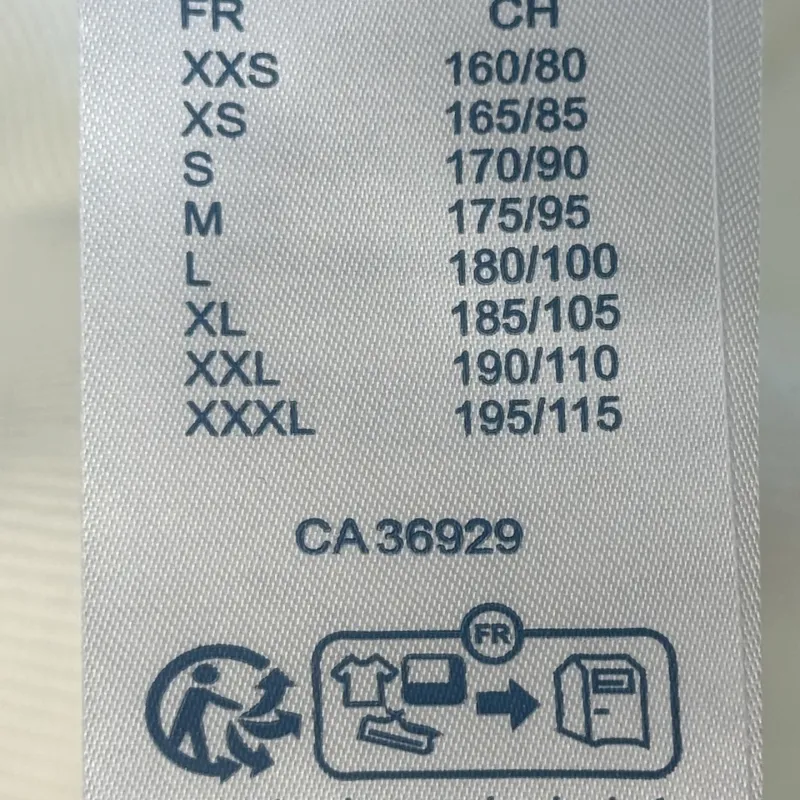 FR CH
XXS 160/80
XS 165/85
S 170/90
M 175/95
L 180/100
XL 185/105
XXL 190/110
XXXL 195/115
CA 36929
FR